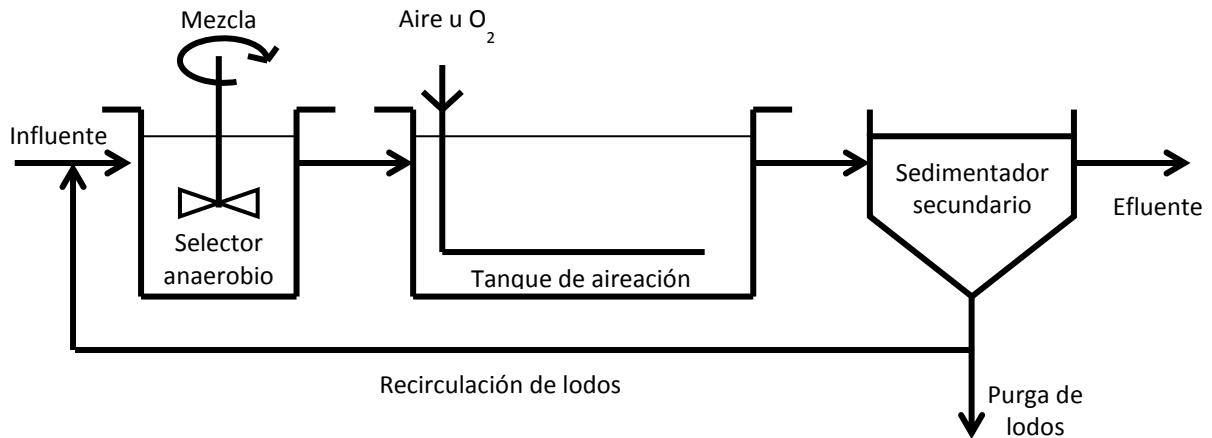 Mezcla
Aire u O2
Influente
Selector
anaerobio
Tanque de aireación
Sedimentador
secundario
Efluente
Recirculación de lodos
Purga de
lodos